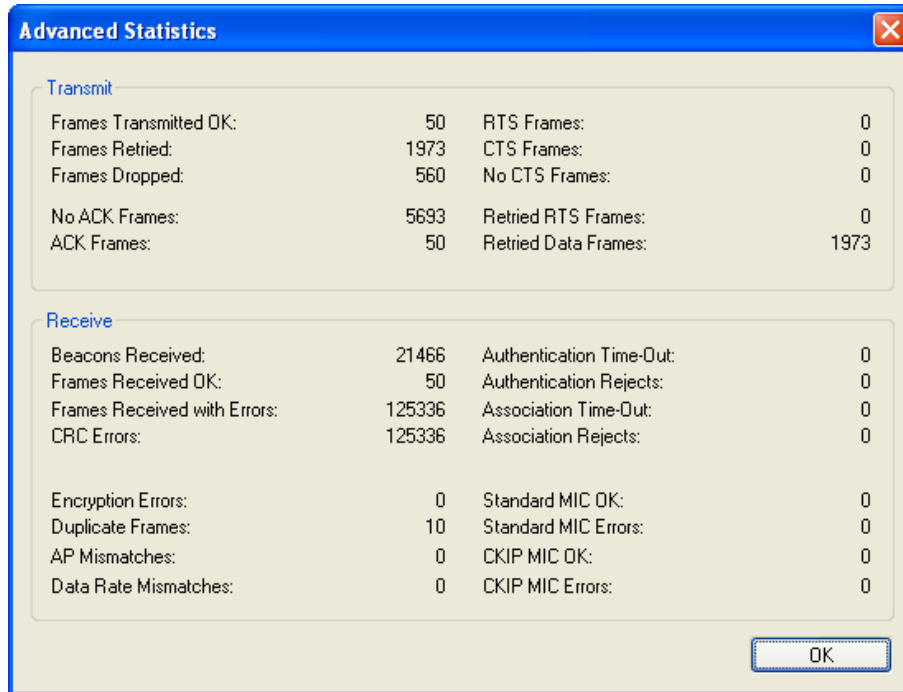 Advanced Statistics
Transmit
Frames Transmitted OK: 50 RTS Frames: 0
Frames Retried: 1973 CTS Frames: 0
Frames Dropped: 560 No CTS Frames: 0
No ACK Frames: 5693 Retried RTS Frames: 0
ACK Frames: 50 Retried Data Frames: 1973
Receive
Beacons Received: 21466 Authentication Time-Out: 0
Frames Received OK: 50 Authentication Rejects: 0
Frames Received with Errors: 125336 Association Time-Out: 0
CRC Errors: 125336 Association Rejects: 0
Encryption Errors: 0 Standard MIC OK: 0
Duplicate Frames: 10 Standard MIC Errors: 0
AP Mismatches: 0 CKIP MIC OK: 0
Data Rate Mismatches: 0 CKIP MIC Errors: 0
OK